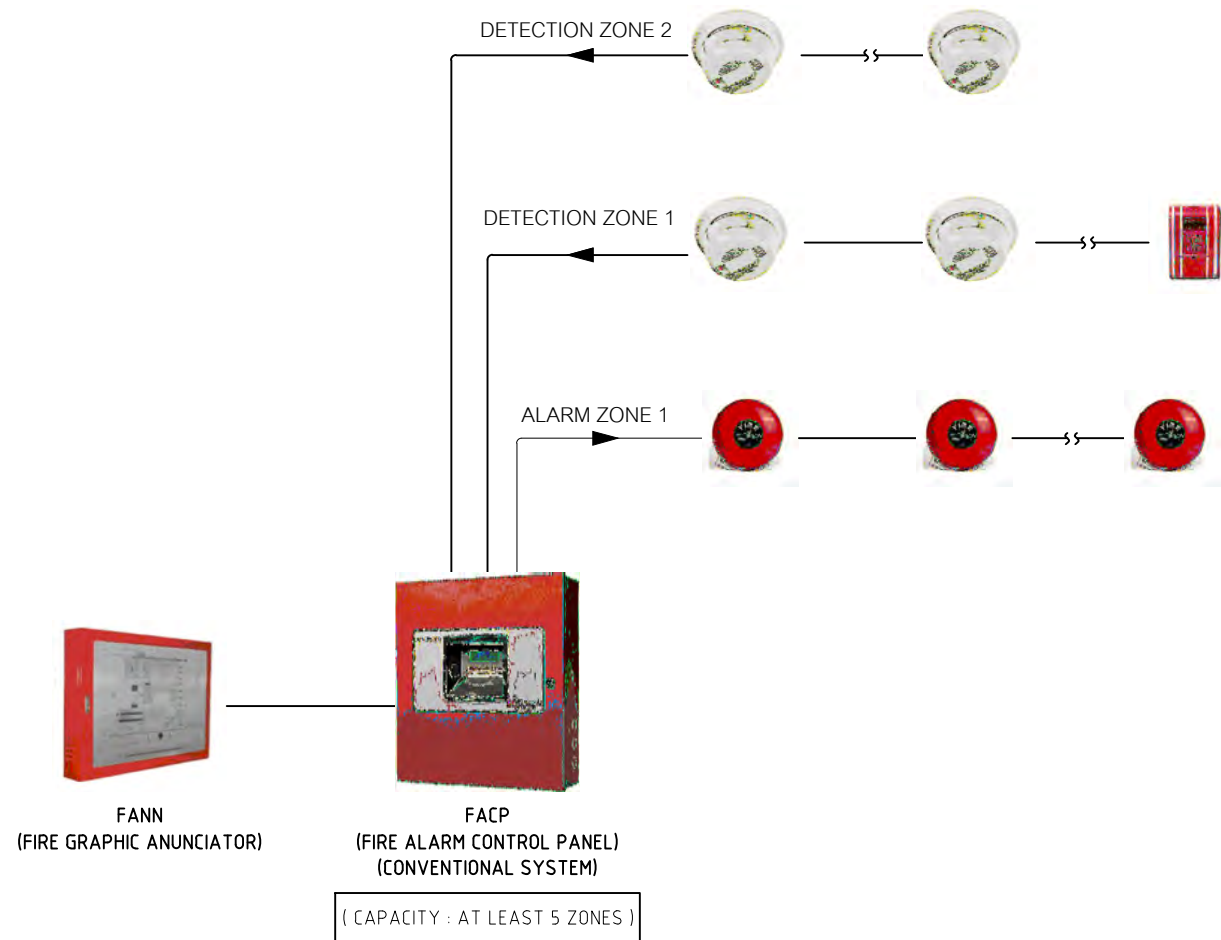 DETECTION ZONE 2
DETECTION ZONE 1
ALARM ZONE 1
FANN
(FIRE GRAPHIC ANUNCIATOR)
FACP
(FIRE ALARM CONTROL PANEL)
(CONVENTIONAL SYSTEM)
( CAPACITY : AT LEAST 5 ZONES )